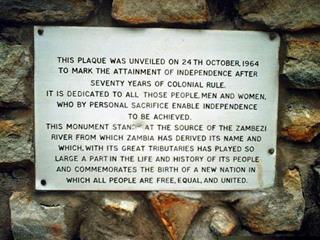 THIS PLAQUE WAS UNVEILED ON 24TH OCTOBER, 1964
TO MARK THE ATTAINMENT OF INDEPENDENCE AFTER
SEVENTY YEARS OF COLONIAL RULE.
IT IS DEDICATED TO ALL THOSE PEOPLE, MEN AND WOMEN,
WHO BY PERSONAL SACRIFICE ENABLE INDEPENDENCE
TO BE ACHIEVED.
THIS MONUMENT STAND AT THE SOURCE OF THE ZAMBEZI
RIVER FROM WHICH ZAMBIA HAS DERIVED ITS NAME AND
WHICH, WITH ITS GREAT TRIBUTARIES HAS PLAYED SO
LARGE A PART IN THE LIFE AND HISTORY OF ITS PEOPLE
AND COMMEMORATES THE BIRTH OF A NEW NATION IN
WHICH ALL PEOPLE ARE FREE, EQUAL, AND UNITED.